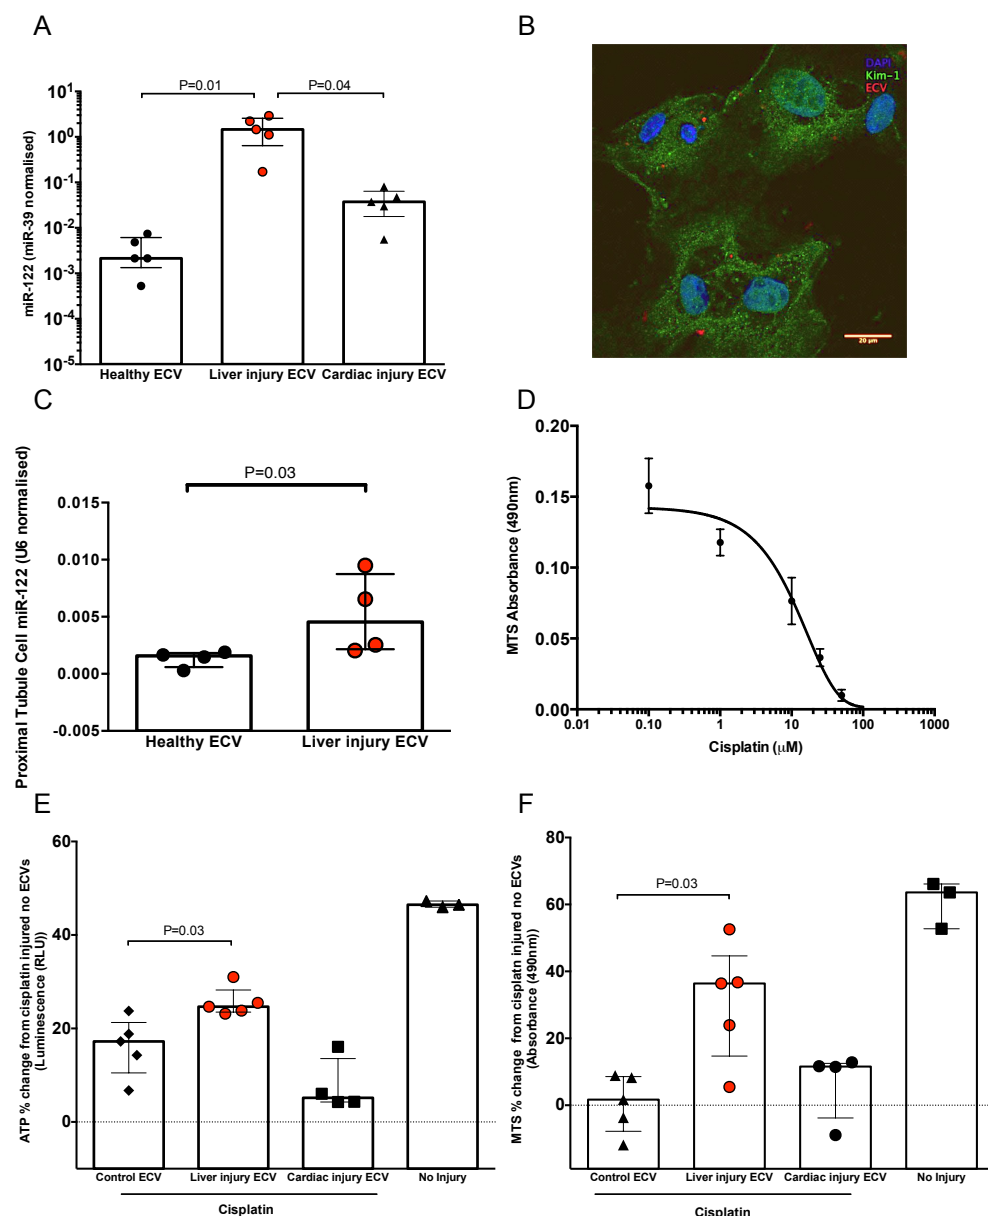 A
miR-122 (miR-39 normalised)
10¹
10⁰
10⁻¹
10⁻²
10⁻³
10⁻⁴
10⁻⁵
P=0.01
P=0.04
Healthy ECV
Liver injury ECV
Cardiac injury ECV
B
DAPI
Kim-1
ECV
20 µm
C
Proximal Tubule Cell miR-122 (U6 normalised)
P=0.03
0.015
0.010
0.005
0.000
-0.005
Healthy ECV
Liver injury ECV
D
MTS Absorbance (490nm)
0.20
0.15
0.10
0.05
0.00
0.01
0.10
1
10
100
1000
Cisplatin (µM)
E
ATP % change from cisplatin injured no ECVs
(Luminescence (RLU)
60
40
20
0
P=0.03
Control ECV
Liver injury ECV
Cardiac injury ECV
No Injury
Cisplatin
F
MTS % change from cisplatn injured no ECVs
(Absorbance (490nm))
80
60
40
20
0
P=0.03
Control ECV
Liver injury ECV
Cardiac injury ECV
No Injury
Cisplatin